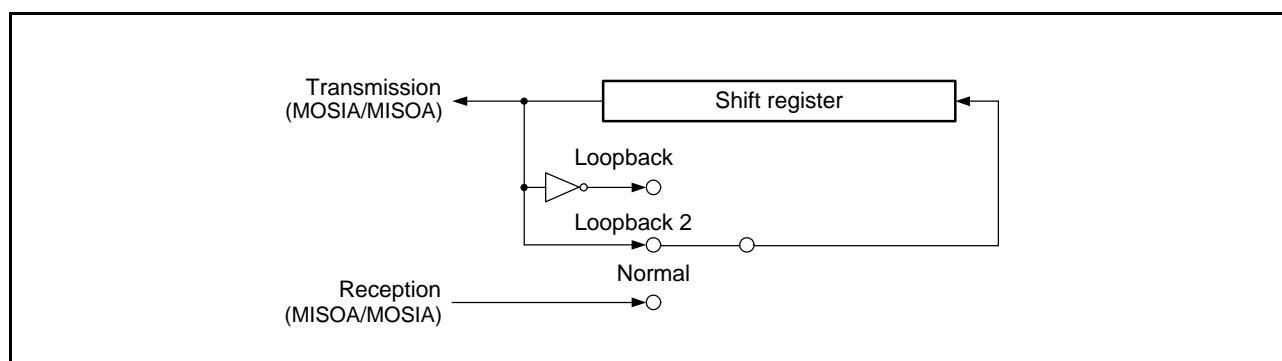 Transmission
(MOSIA/MISOA)
Shift register
Loopback
Loopback 2
Normal
Reception
(MISOA/MOSIA)